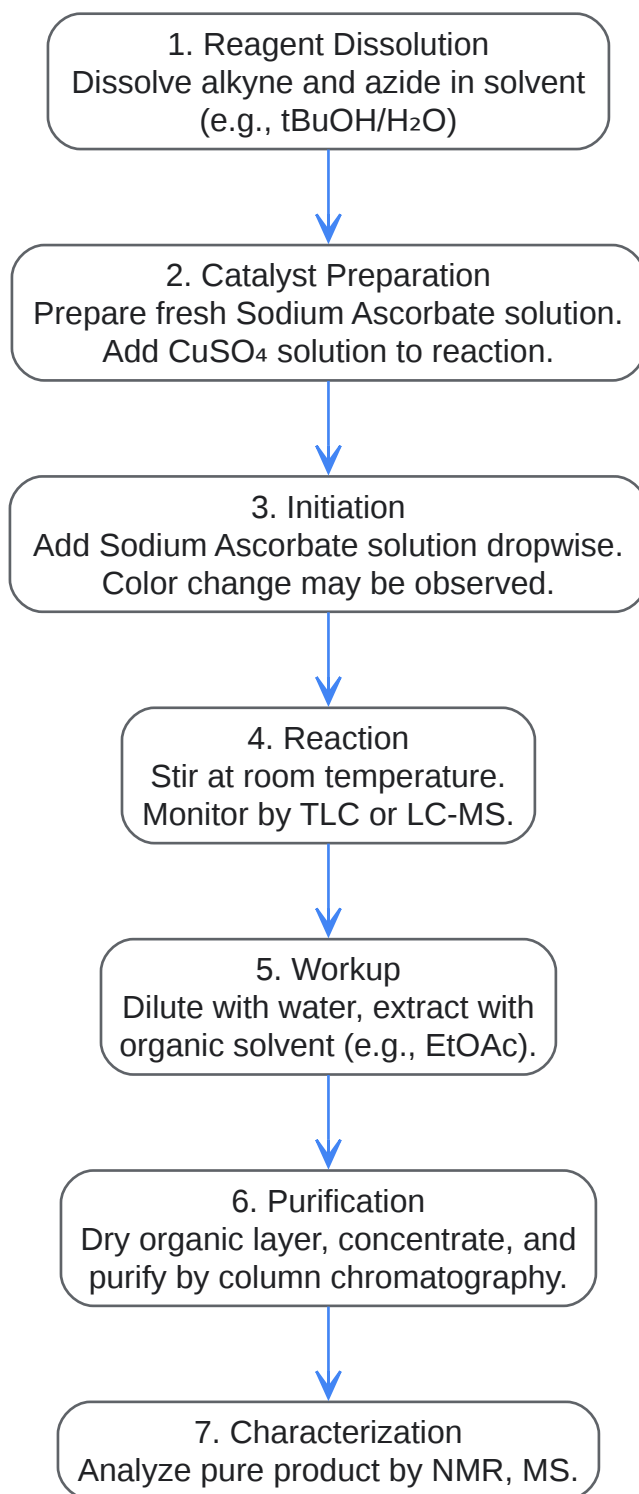 1. Reagent Dissolution
Dissolve alkyne and azide in solvent
(e.g., tBuOH/H₂O)
2. Catalyst Preparation
Prepare fresh Sodium Ascorbate solution.
Add CuSO₄ solution to reaction.
3. Initiation
Add Sodium Ascorbate solution dropwise.
Color change may be observed.
4. Reaction
Stir at room temperature.
Monitor by TLC or LC-MS.
5. Workup
Dilute with water, extract with
organic solvent (e.g., EtOAc).
6. Purification
Dry organic layer, concentrate, and
purify by column chromatography.
7. Characterization
Analyze pure product by NMR, MS.